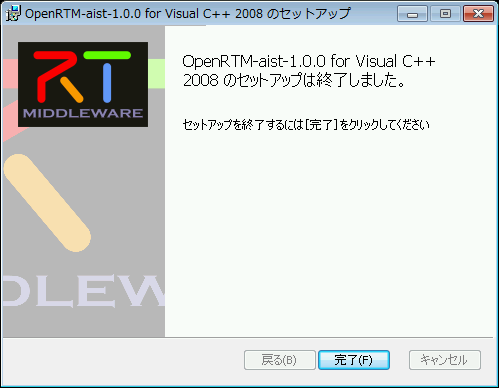 OpenRTM-aist-1.0.0 for Visual C++ 2008 のセットアップ
RT
MIDDLEWARE
DLEW
OpenRTM-aist-1.0.0 for Visual C++
2008 のセットアップは終了しました。
セットアップを終了するには[完了]をクリックしてください
戻る(B)
完了(F)
キャンセル